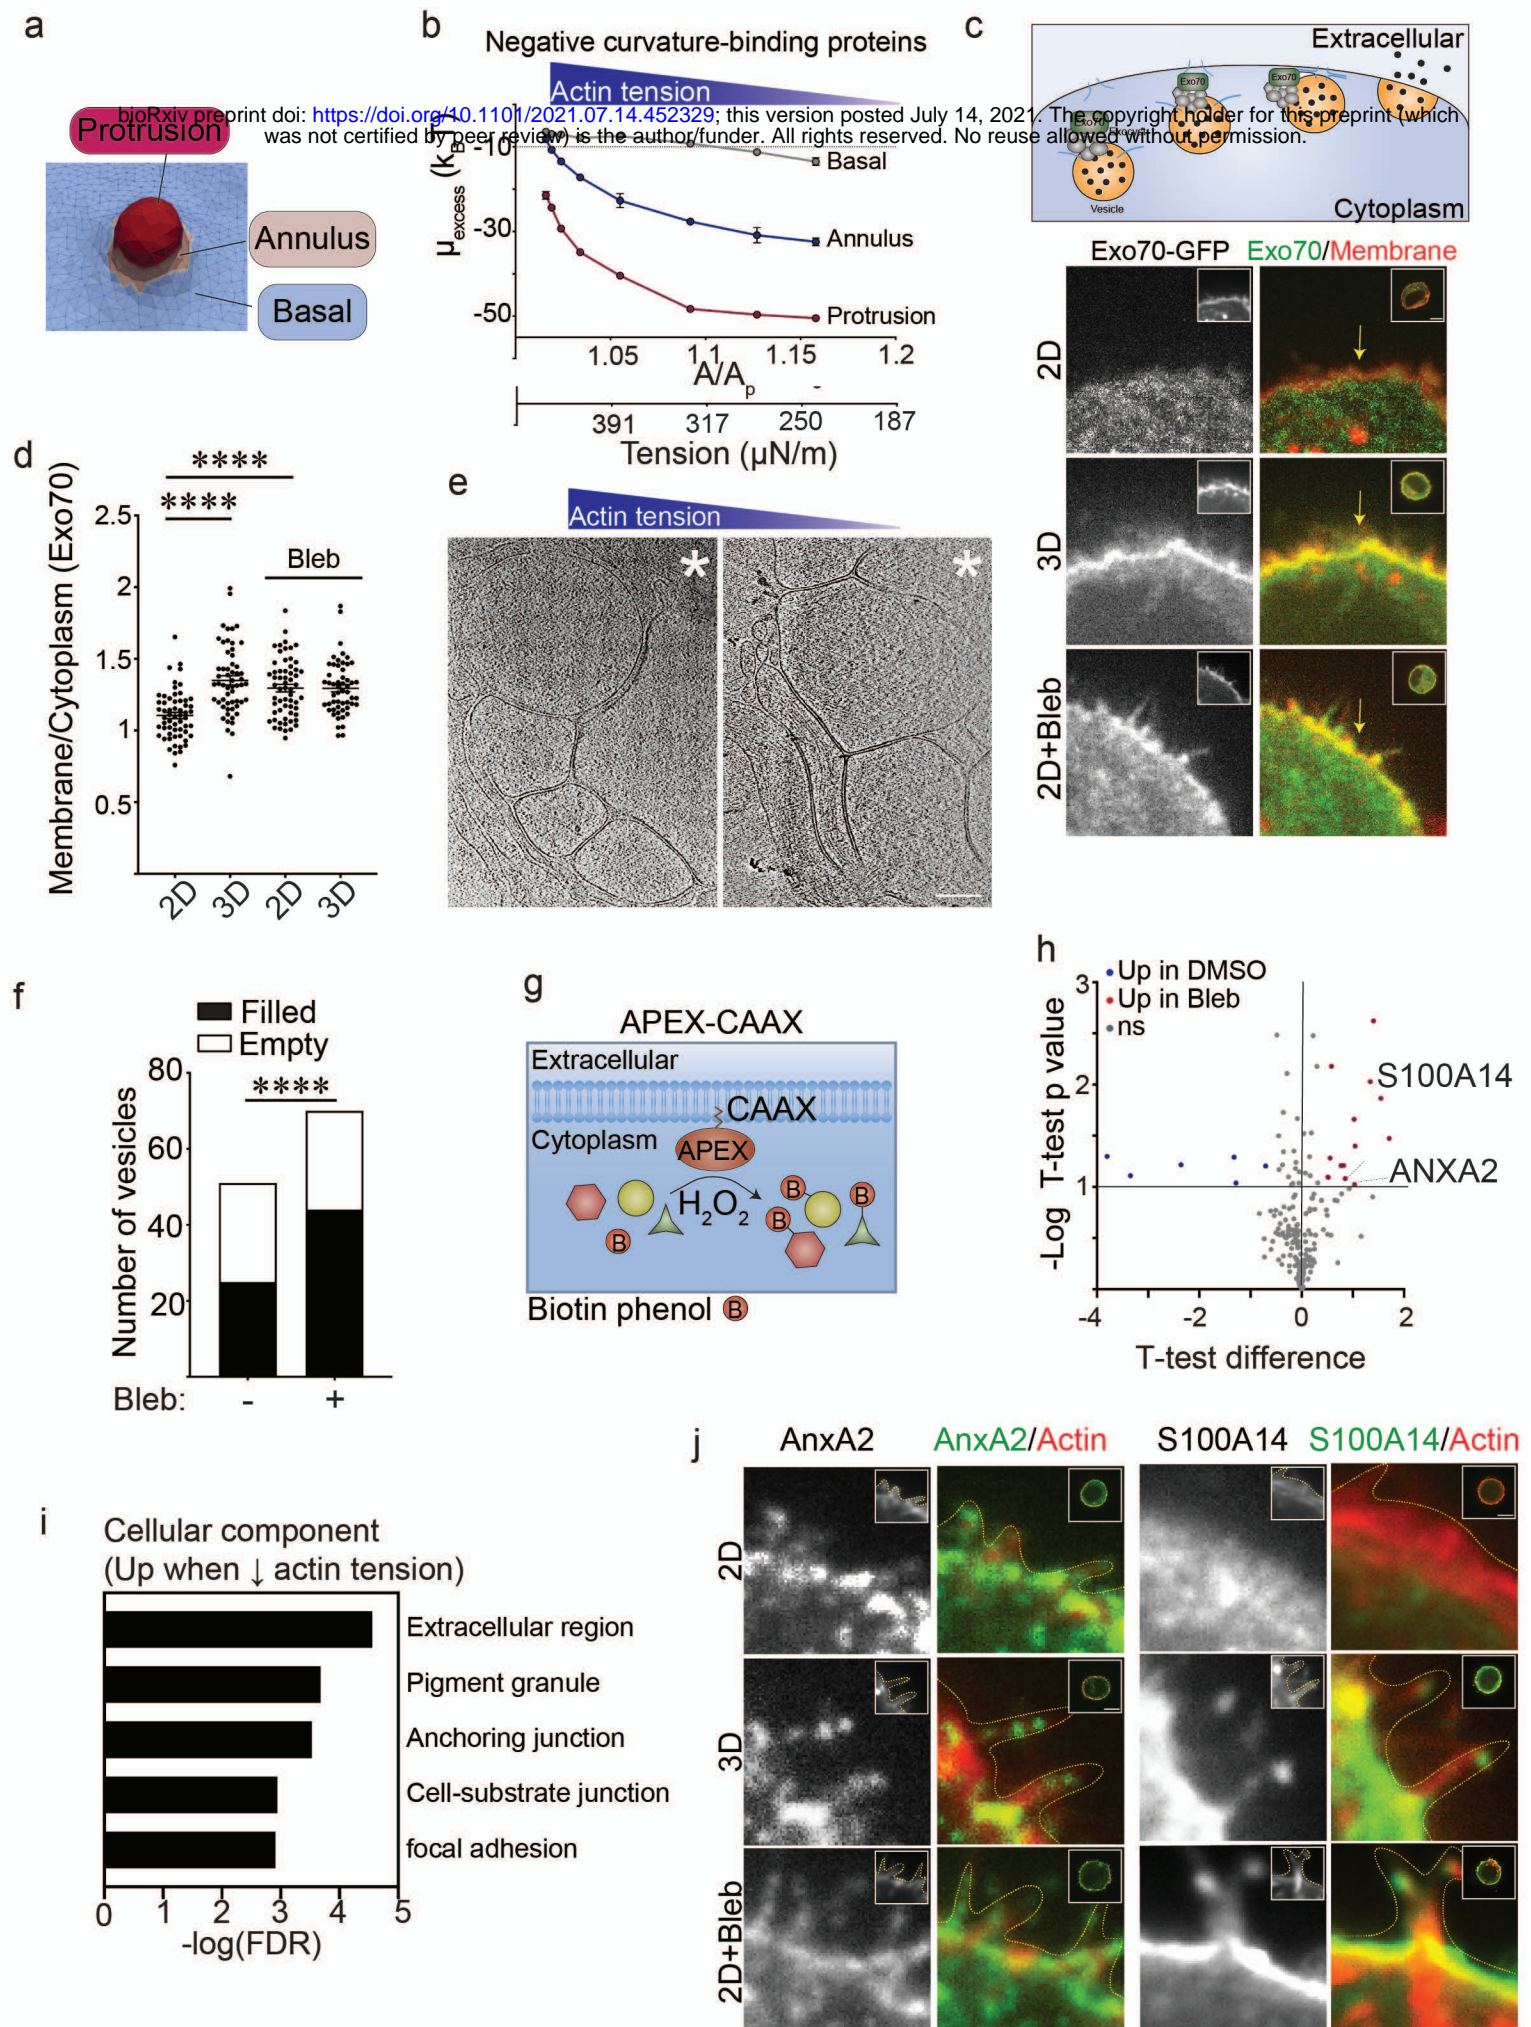 a
Protrusion
Annulus
Basal
bioRxiv preprint doi: https://doi.org/10.1101/2021.07.14.452329; this version posted July 14, 2021. The copyright holder for this preprint (which
was not certified by peer review) is the author/funder. All rights reserved. No reuse allowed without permission.
b
Negative curvature-binding proteins
Actin tension
μexcess (kBT)
-10
-30
-50
Basal
Annulus
Protrusion
1.05
1.1
1.15
1.2
A/Ap
391
317
250
187
Tension (μN/m)
c
Extracellular
Exo70
Exo70
Exo70
Exocyst
Vesicle
Cytoplasm
Exo70-GFP
Exo70/Membrane
2D
3D
2D+Bleb
d
Membrane/Cytoplasm (Exo70)
****
****
Bleb
2.5
2
1.5
1
0.5
2D
3D
2D
3D
e
Actin tension
*
*
f
Filled
Empty
Number of vesicles
80
60
40
20
****
Bleb:
-
+
g
APEX-CAAX
Extracellular
CAAX
Cytoplasm
APEX
H2O2
B
B
B
B
Biotin phenol B
h
Up in DMSO
Up in Bleb
ns
-Log T-test p value
3
2
1
S100A14
ANXA2
-4
-2
0
2
T-test difference
i
Cellular component
(Up when ↓ actin tension)
Extracellular region
Pigment granule
Anchoring junction
Cell-substrate junction
focal adhesion
0
1
2
3
4
5
-log(FDR)
j
AnxA2
AnxA2/Actin
S100A14
S100A14/Actin
2D
3D
2D+Bleb